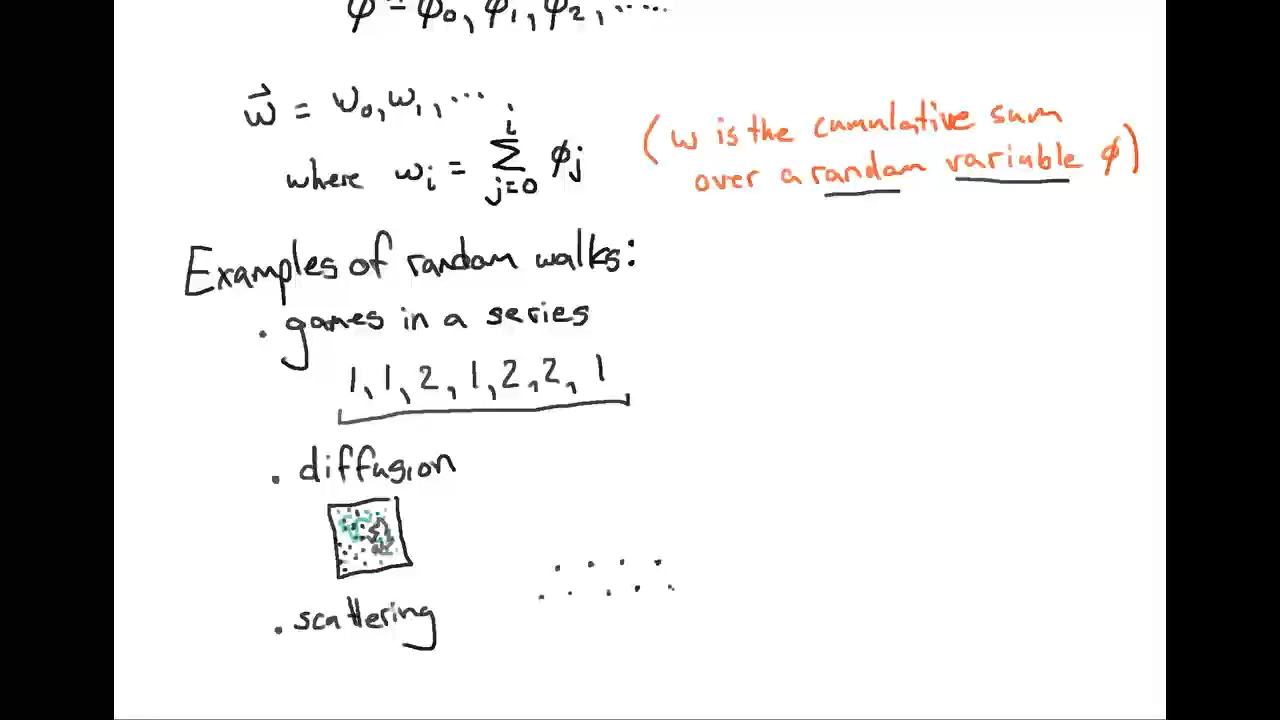 φ = φ₀, φ₁, φ₂, .....
w⃗ = w₀, w₁, ...
where wᵢ = Σ_{j=0}^{i} φj
(w is the cumulative sum
over a random variable φ)
Examples of random walks:
. games in a series
1, 1, 2, 1, 2, 2, 1
. diffusion
. scattering